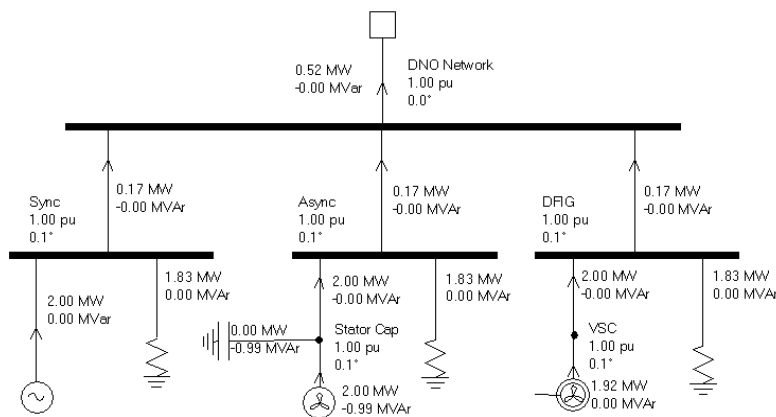 0.52 MW
-0.00 MVar
DNO Network
1.00 pu
0.0°
0.17 MW
-0.00 MVAr
Sync
1.00 pu
0.1°
0.17 MW
-0.00 MVAr
Async
1.00 pu
0.1°
0.17 MW
-0.00 MVAr
DFIG
1.00 pu
0.1°
2.00 MW
0.00 MVar
1.83 MW
0.00 MVAr
2.00 MW
-0.00 MVAr
1.83 MW
0.00 MVAr
2.00 MW
-0.00 MVAr
1.83 MW
0.00 MVAr
0.00 MW
-0.99 MVAr
Stator Cap
1.00 pu
0.1°
2.00 MW
-0.99 MVAr
VSC
1.00 pu
0.1°
1.92 MW
0.00 MVAr